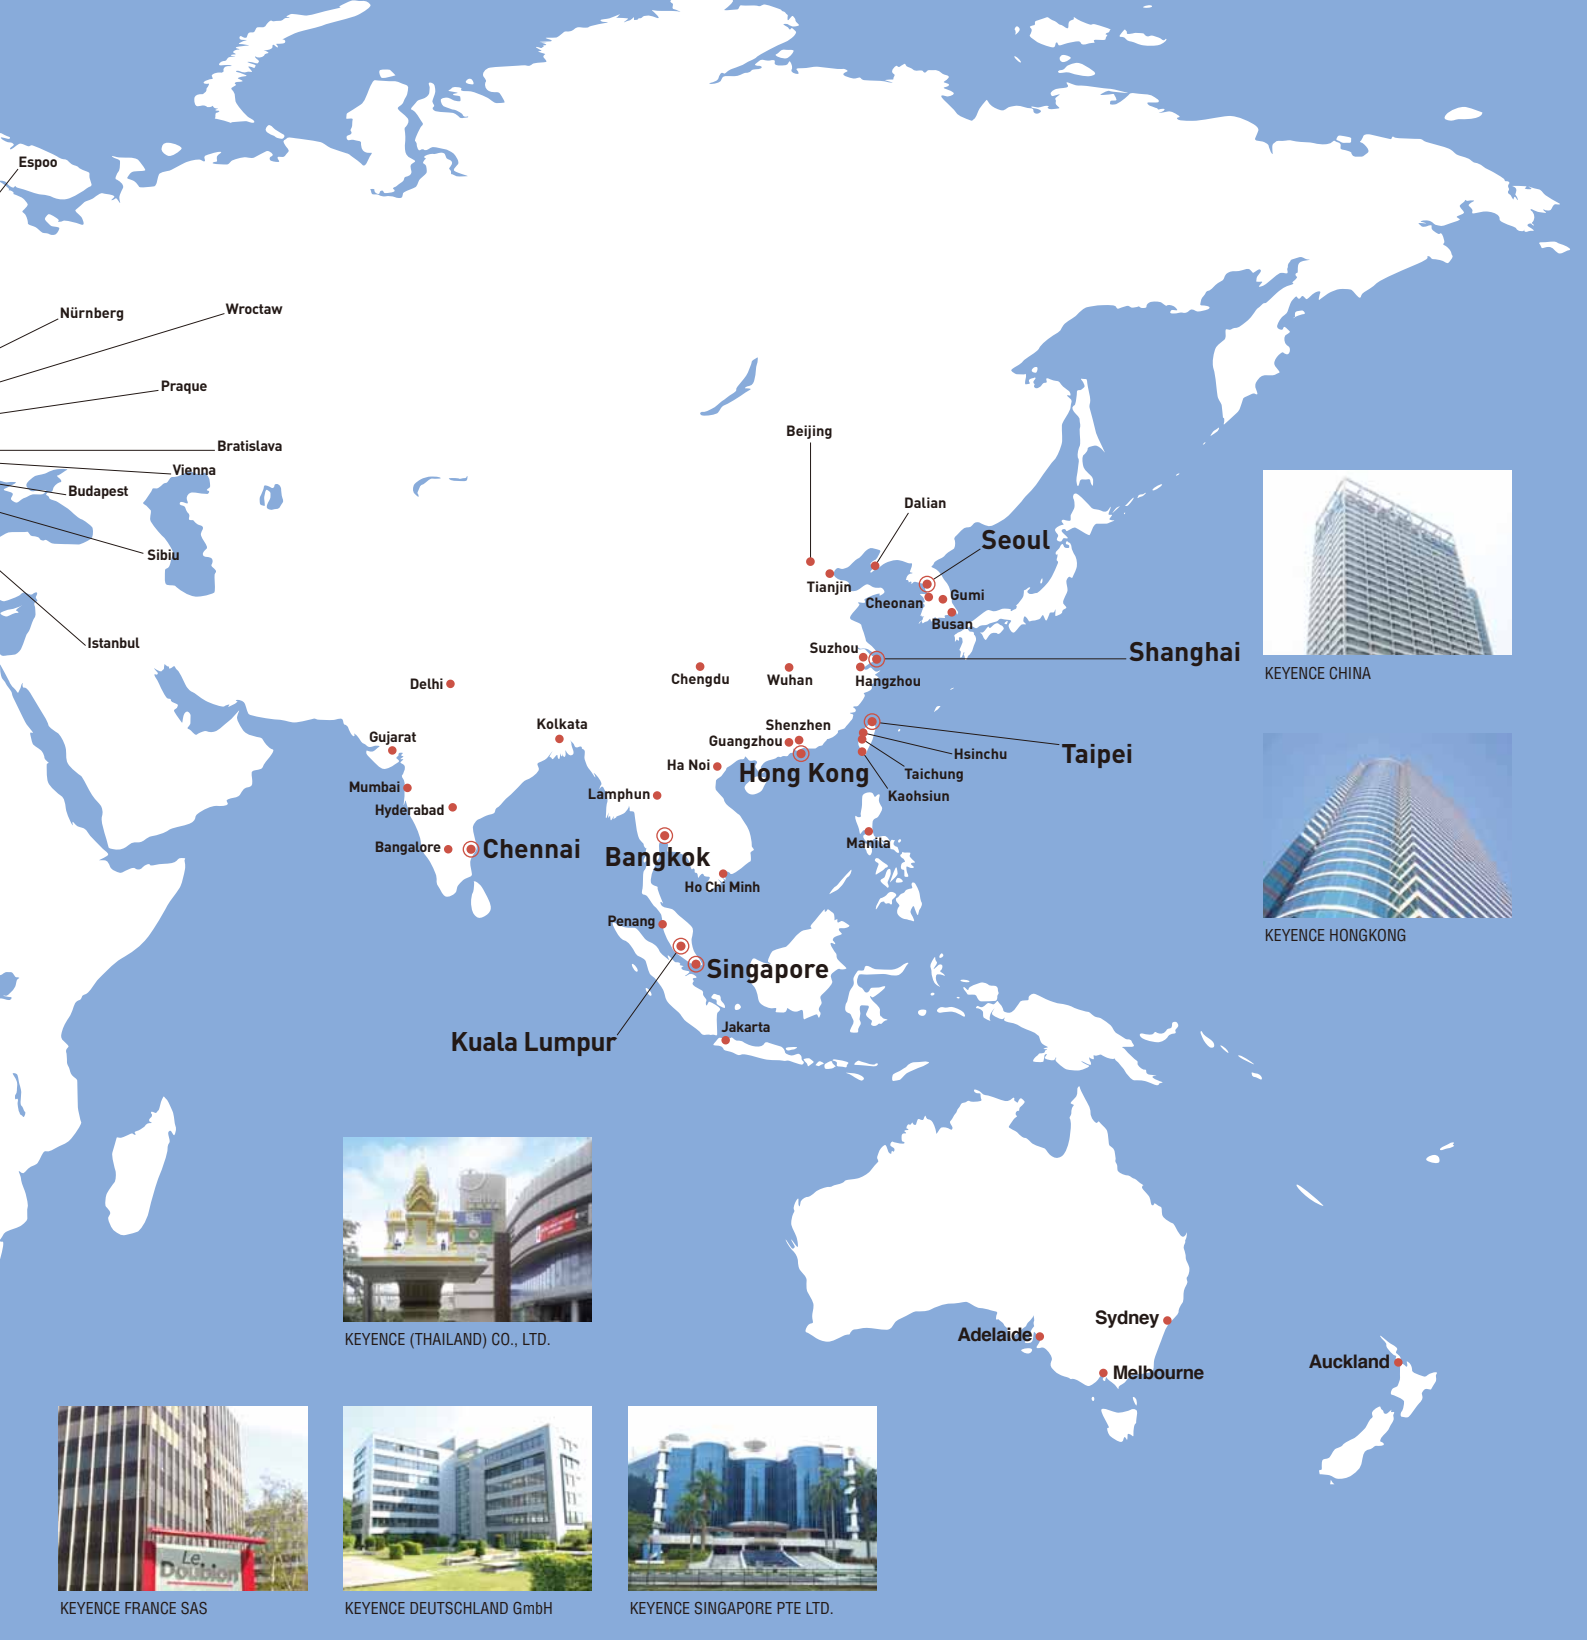 Espoo
Nürnberg
Wroctaw
Praque
Bratislava
Vienna
Budapest
Sibiu
Istanbul
Beijing
Dalian
Seoul
Tianjin
Cheonan
Gumi
Busan
Suzhou
Shanghai
Chengdu
Wuhan
Hangzhou
Delhi
Kolkata
Shenzhen
Gujarat
Guangzhou
Hsinchu
Taipei
Ha Noi
Hong Kong
Taichung
Mumbai
Lamphun
Kaohsiun
Hyderabad
Bangalore
Chennai
Bangkok
Manila
Ho Chi Minh
Penang
Singapore
Jakarta
Kuala Lumpur
Sydney
Adelaide
Auckland
Melbourne
KEYENCE CHINA
KEYENCE HONGKONG
KEYENCE (THAILAND) CO., LTD.
Le
Doublon
KEYENCE FRANCE SAS
KEYENCE DEUTSCHLAND GmbH
KEYENCE SINGAPORE PTE LTD.